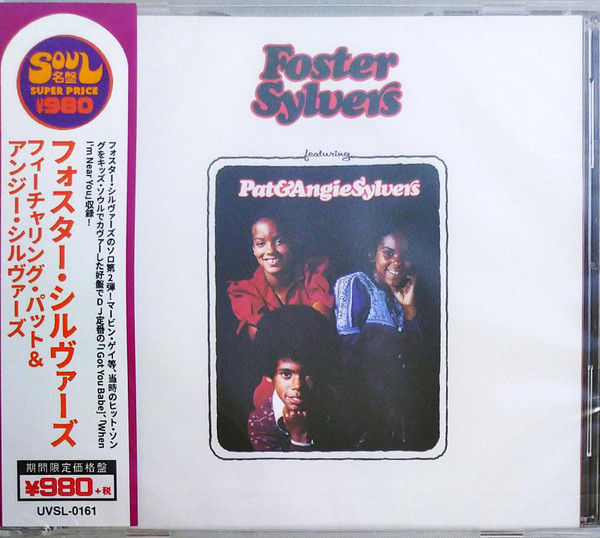 SOUL
名盤
SUPER PRICE
¥980
フォスター・シルヴァーズ
フィーチャリング・パット&
アンジー・シルヴァーズ
フォスター・シルヴァーズのソロ第2弾!マービン・ゲイ等、当時のヒット・ソン
グをキッズ・ソウルでカヴァーした好盤でDJ定番の「I Got You Babe」、「When
I'm Near You」収録!
期間限定価格盤
¥980+税
UVSL-0161
Foster
Sylvers
featuring
Pat&AngieSylvers